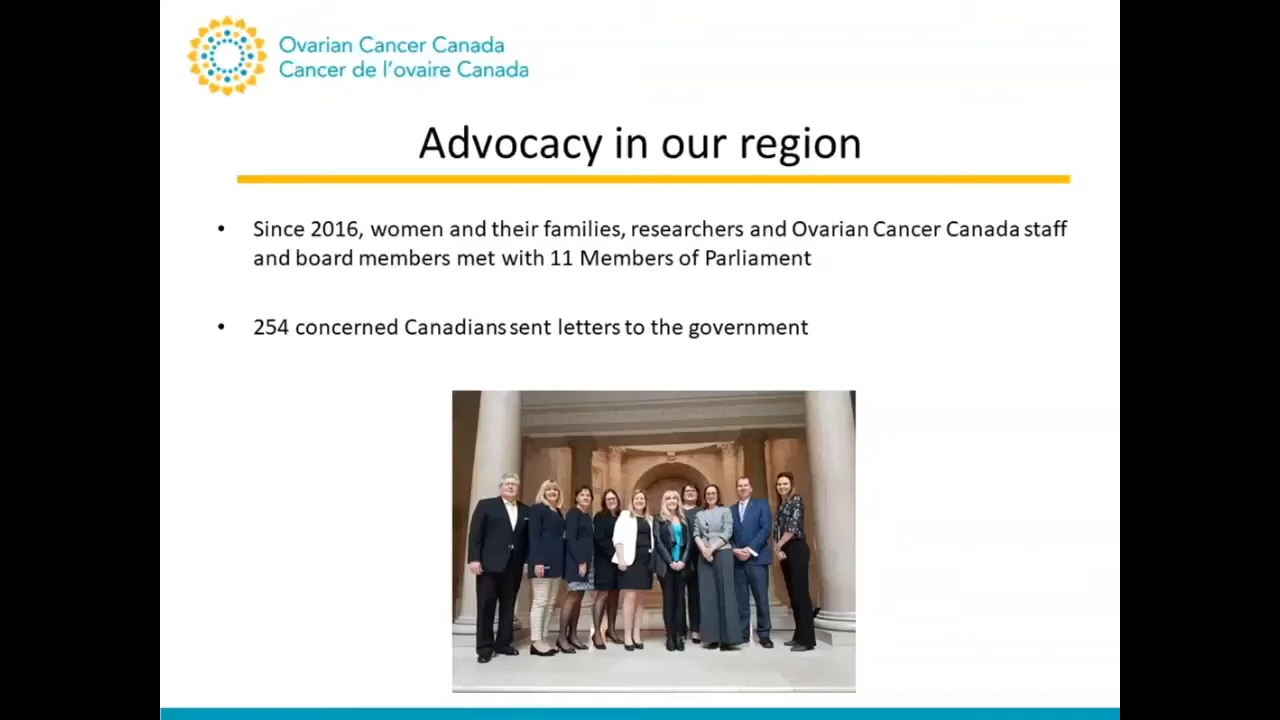 Ovarian Cancer Canada
Cancer de l'ovaire Canada
Advocacy in our region
• Since 2016, women and their families, researchers and Ovarian Cancer Canada staff
and board members met with 11 Members of Parliament
• 254 concerned Canadians sent letters to the government